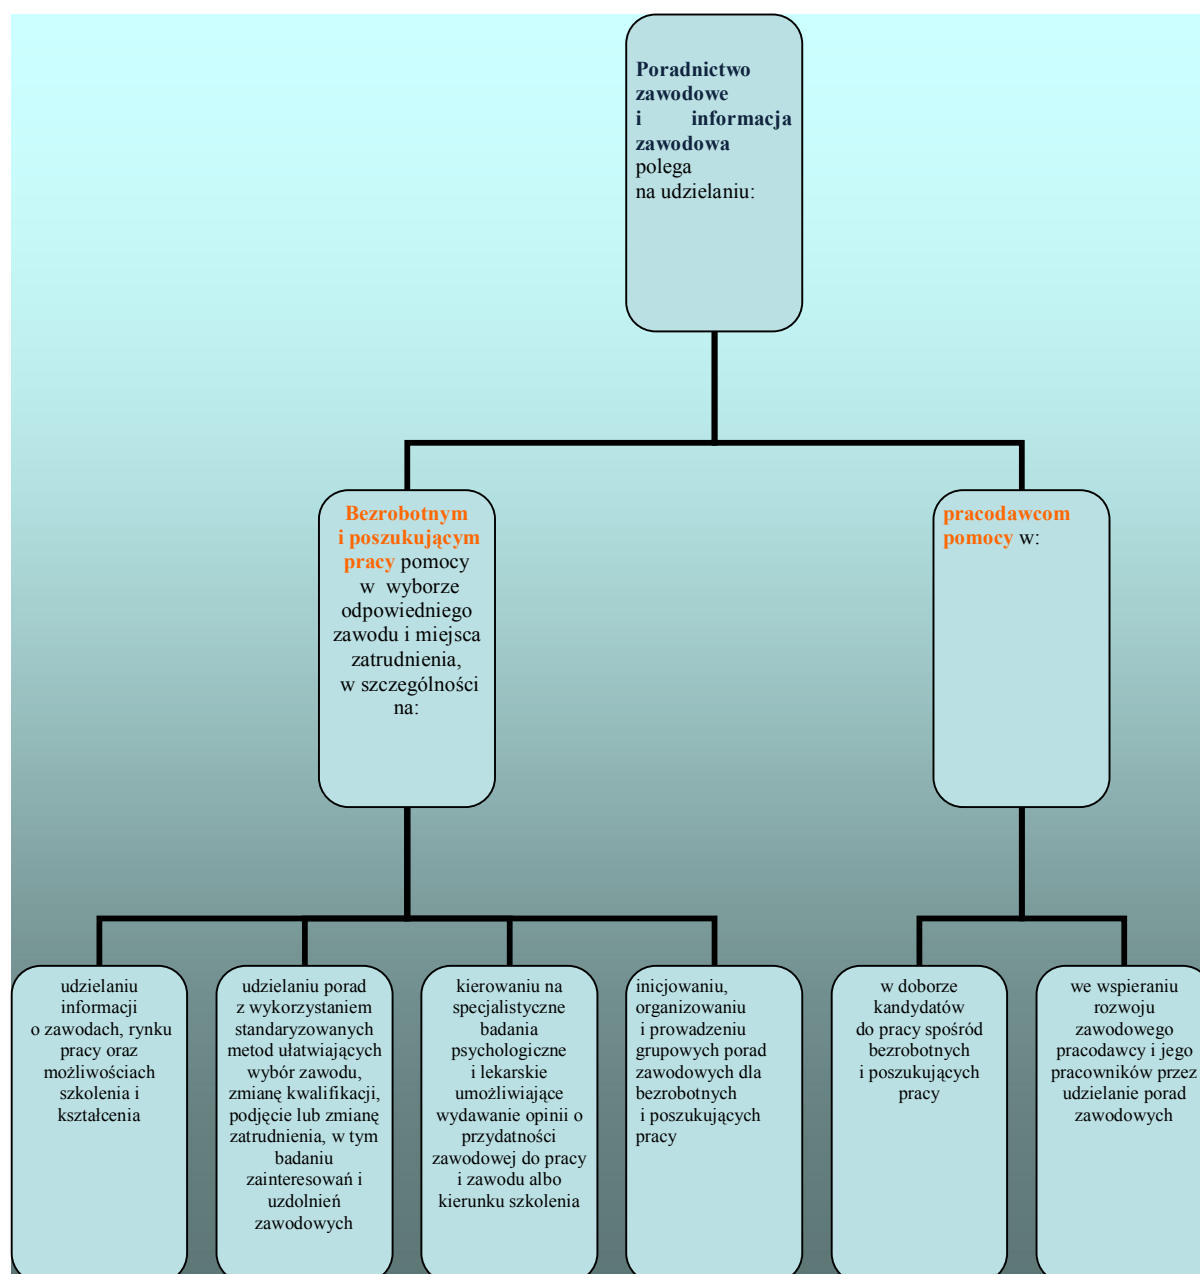 Poradnictwo
zawodowe
i informacja
zawodowa
polega
na udzielaniu:
Bezrobotnym
i poszukującym
pracy pomocy
w wyborze
odpowiedniego
zawodu i miejsca
zatrudnienia,
w szczególności
na:
pracodawcom
pomocy w:
udzielaniu
informacji
o zawodach, rynku
pracy oraz
możliwościach
szkolenia i
kształcenia
udzielaniu porad
z wykorzystaniem
standaryzowanych
metod ułatwiających
wybór zawodu,
zmianę kwalifikacji,
podjęcie lub zmianę
zatrudnienia, w tym
badaniu
zainteresowań i
uzdolnień
zawodowych
kierowaniu na
specjalistyczne
badania
psychologiczne
i lekarskie
umożliwiające
wydawanie opinii o
przydatności
zawodowej do pracy
i zawodu albo
kierunku szkolenia
inicjowaniu,
organizowaniu
i prowadzeniu
grupowych porad
zawodowych dla
bezrobotnych
i poszukujących
pracy
w doborze
kandydatów
do pracy spośród
bezrobotnych
i poszukujących
pracy
we wspieraniu
rozwoju
zawodowego
pracodawcy i jego
pracowników przez
udzielanie porad
zawodowych